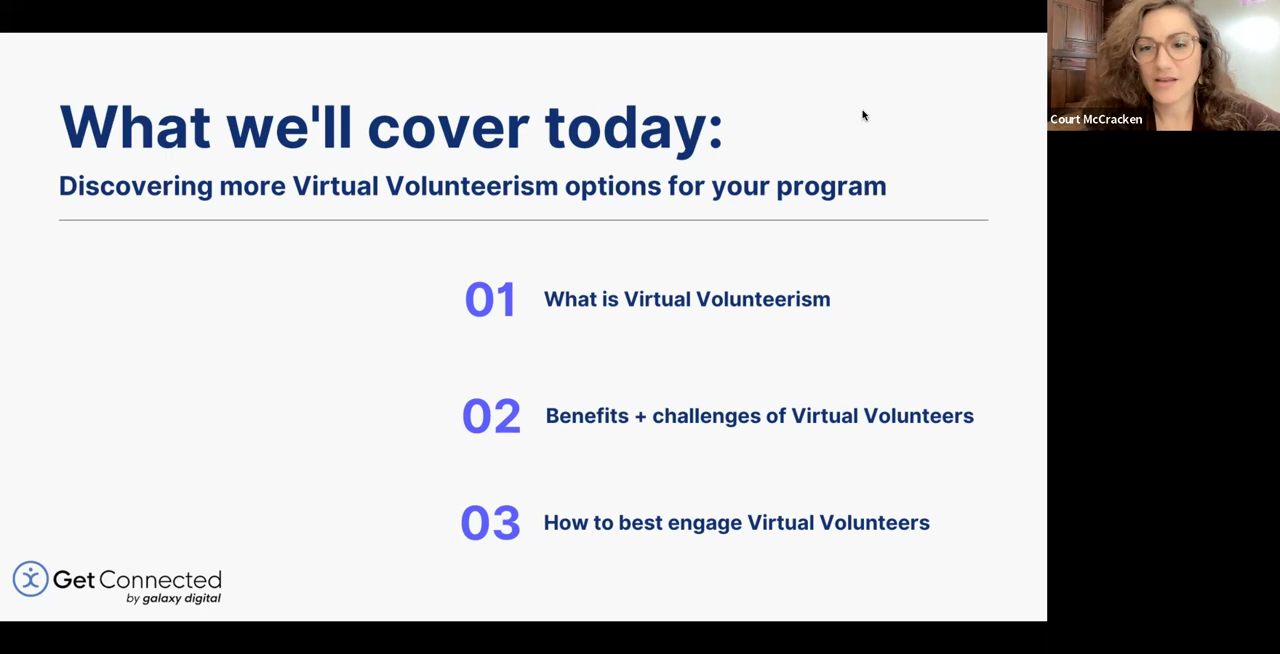 What we'll cover today:
Discovering more Virtual Volunteerism options for your program
01 What is Virtual Volunteerism
02 Benefits + challenges of Virtual Volunteers
03 How to best engage Virtual Volunteers
Get Connected
by galaxy digital
Court McCracken